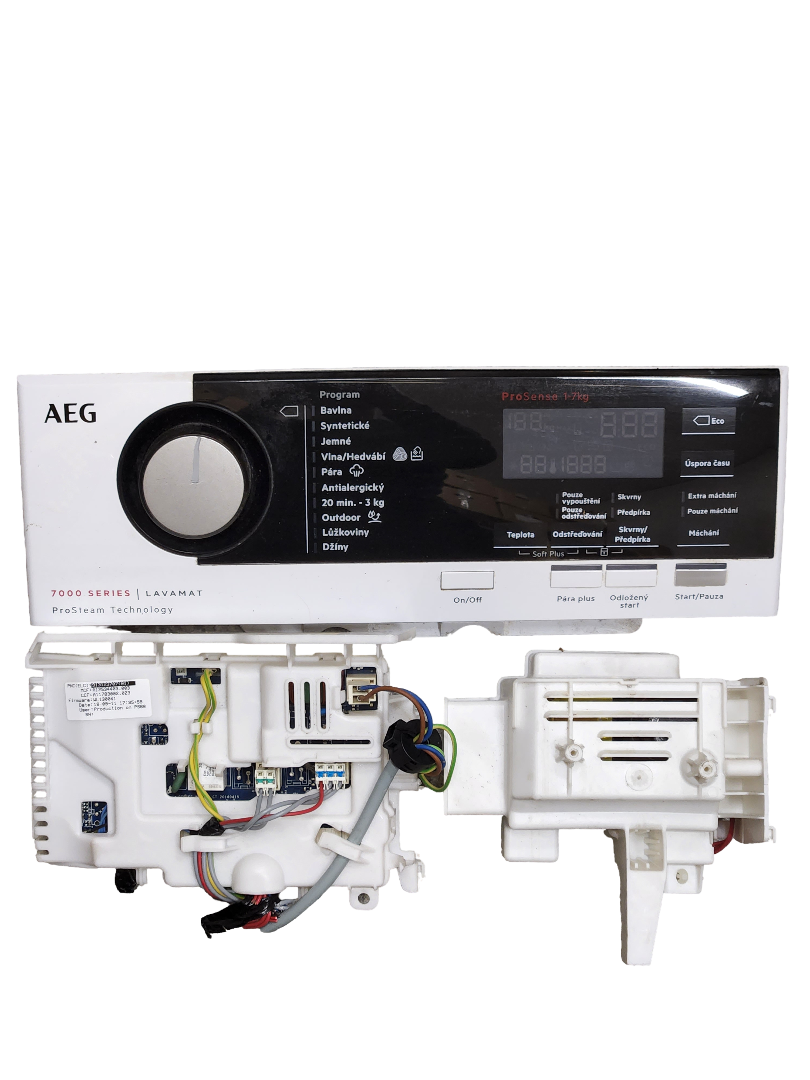 AEG
Program
Bavlna
Syntetické
Jemné
Vlna/Hedvábí
Pára
Antialergický
20 min. - 3 kg
Outdoor
Lůžkoviny
Džíny
ProSense 1-7kg
Eco
Úspora času
Pouze vypouštění
Skvrny
Pouze odstřeďování
Předpírka
Extra máchání
Pouze máchání
Teplota
Odstřeďování
Skvrny/
Předpírka
Máchání
Soft Plus
7000 SERIES | LAVAMAT
ProSteam Technology
On/Off
Pára plus
Odložený
start
Start/Pauza